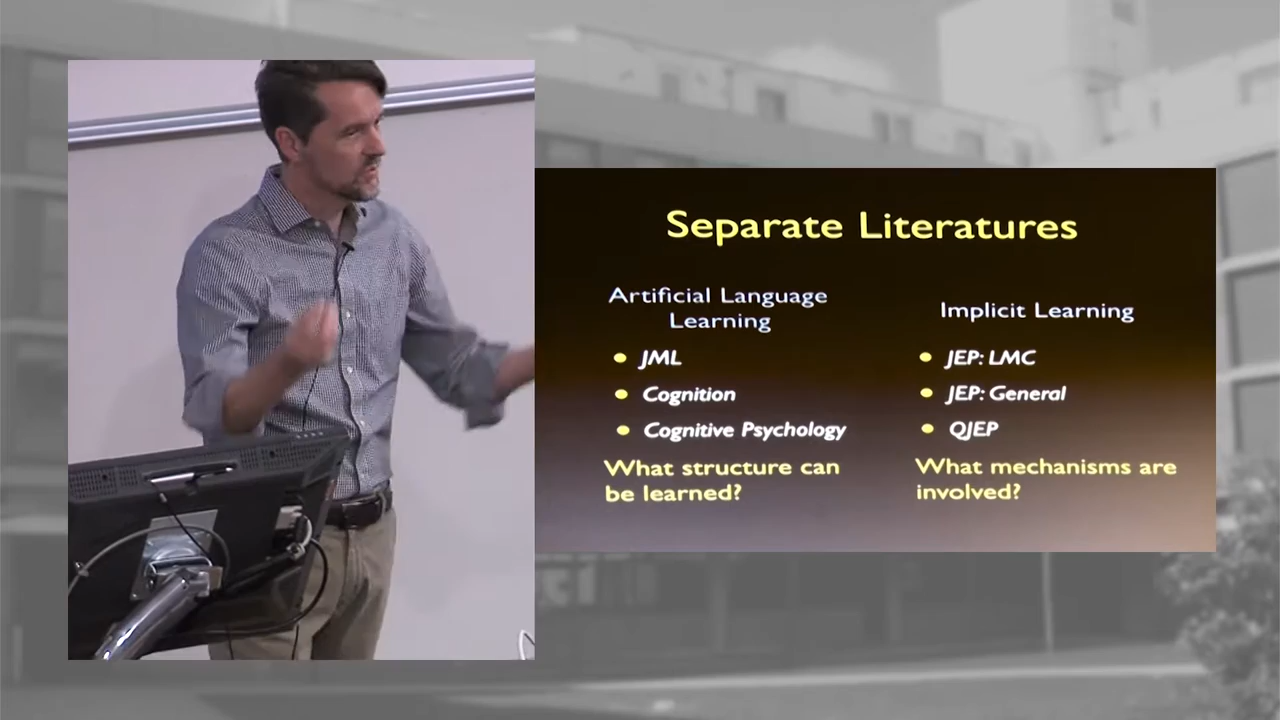 Separate Literatures
Artificial Language
Learning
JML
Cognition
Cognitive Psychology
What structure can
be learned?
Implicit Learning
JEP: LMC
JEP: General
QJEP
What mechanisms are
involved?